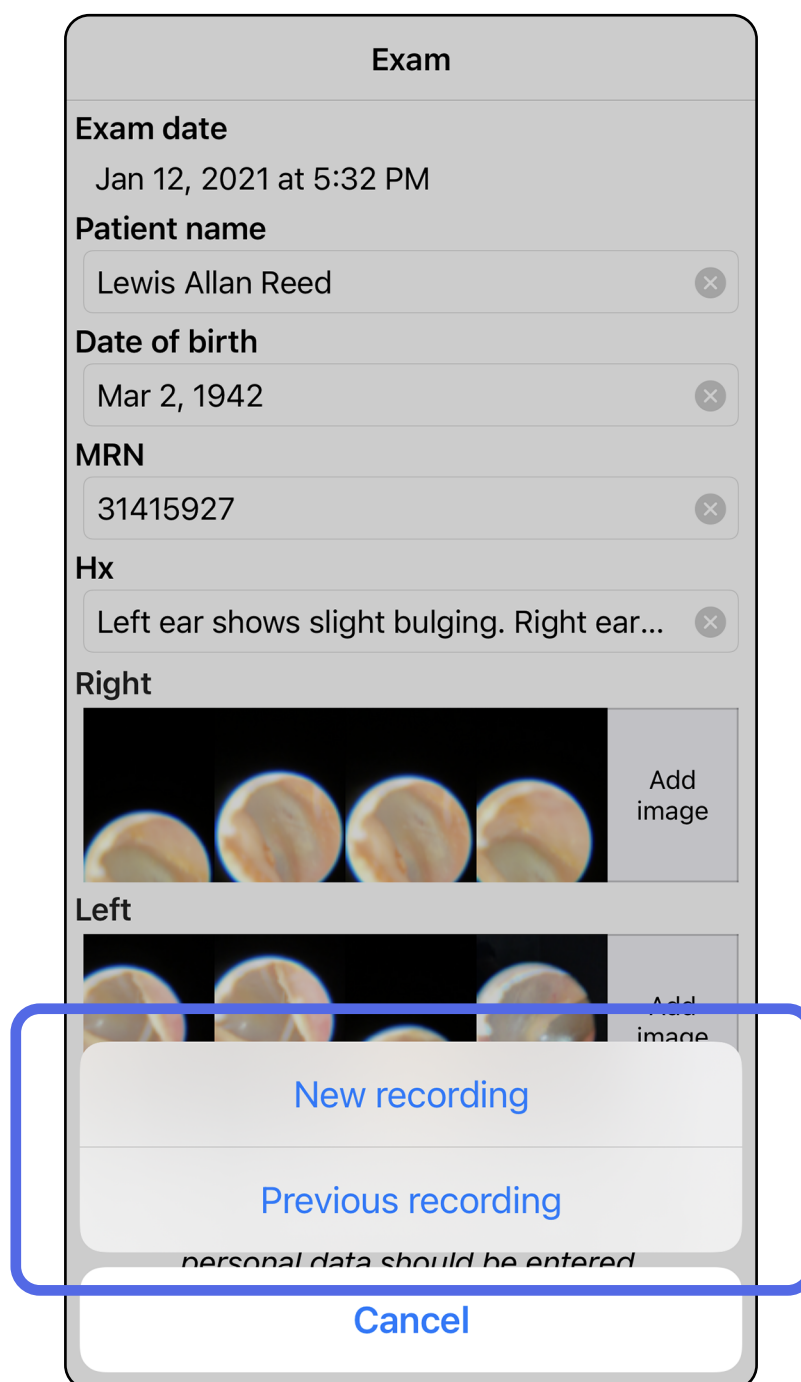 Exam
Exam date
Jan 12, 2021 at 5:32 PM
Patient name
Lewis Allan Reed
Date of birth
Mar 2, 1942
MRN
31415927
Hx
Left ear shows slight bulging. Right ear...
Right
Add
image
Left
Add
image
New recording
Previous recording
personal data should be entered
Cancel